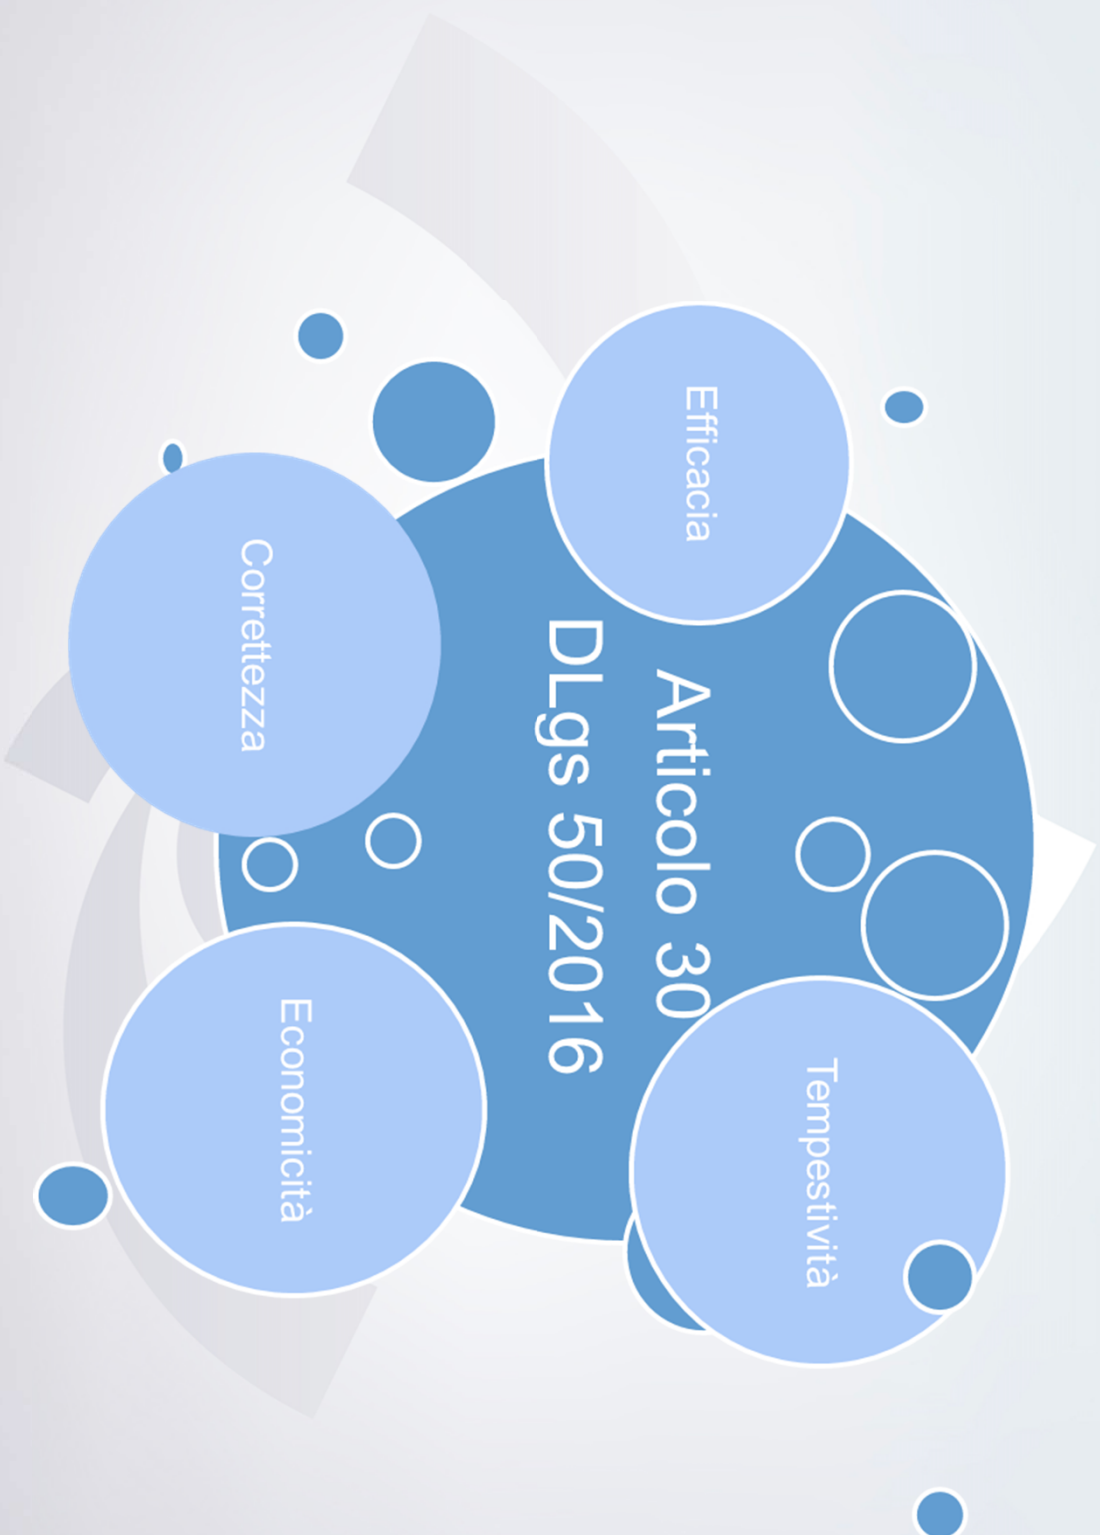 Efficacia
Tempestività
Articolo 30
DLgs 50/2016
Correttezza
Economicità